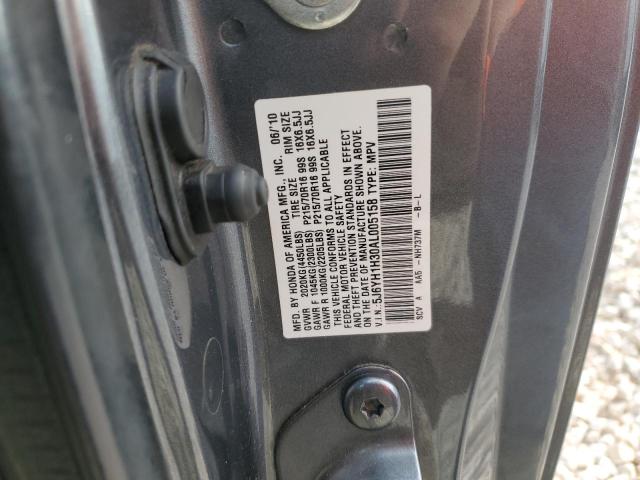 MFD. BY HONDA OF AMERICA MFG., INC. 06/'10
TIRE SIZE RIM SIZE
GVWR 2020KG(4450LBS)
GAWR F 1045KG(2300LBS) P215/70R16 99S 16X6.5JJ
GAWR R 1000KG(2205LBS) P215/70R16 99S 16X6.5JJ
THIS VEHICLE CONFORMS TO ALL APPLICABLE
FEDERAL MOTOR VEHICLE SAFETY
AND THEFT PREVENTION STANDARDS IN EFFECT
ON THE DATE OF MANUFACTURE SHOWN ABOVE.
V.I.N.:5J6YH1H30AL005158 TYPE: MPV
SCV A AA5 -NH737M -B-L